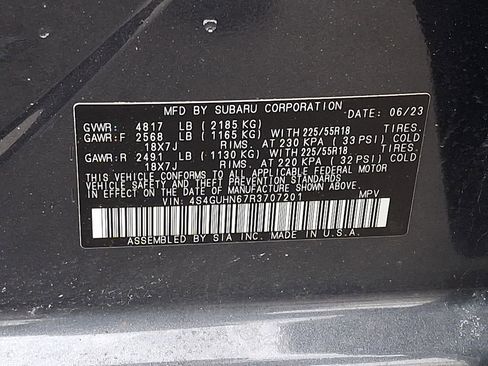 MFD BY SUBARU CORPORATION
DATE: 06/23
GVWR: 4817 LB (2185 KG)
GAWR:F 2568 LB (1165 KG) WITH 225/55R18 TIRES.
18X7J RIMS. AT 230 KPA (33 PSI) COLD
GAWR:R 2491 LB (1130 KG) WITH 225/55R18 TIRES.
18X7J RIMS. AT 220 KPA (32 PSI) COLD
THIS VEHICLE CONFORMS TO ALL APPLICABLE FEDERAL MOTOR
VEHICLE SAFETY AND THEFT PREVENTION STANDARDS
IN EFFECT ON THE DATE OF MANUFACTURE SHOWN ABOVE.
VIN: 4S4GUHN67R3707201 MPV
ASSEMBLED BY SIA INC. IN U.S.A.